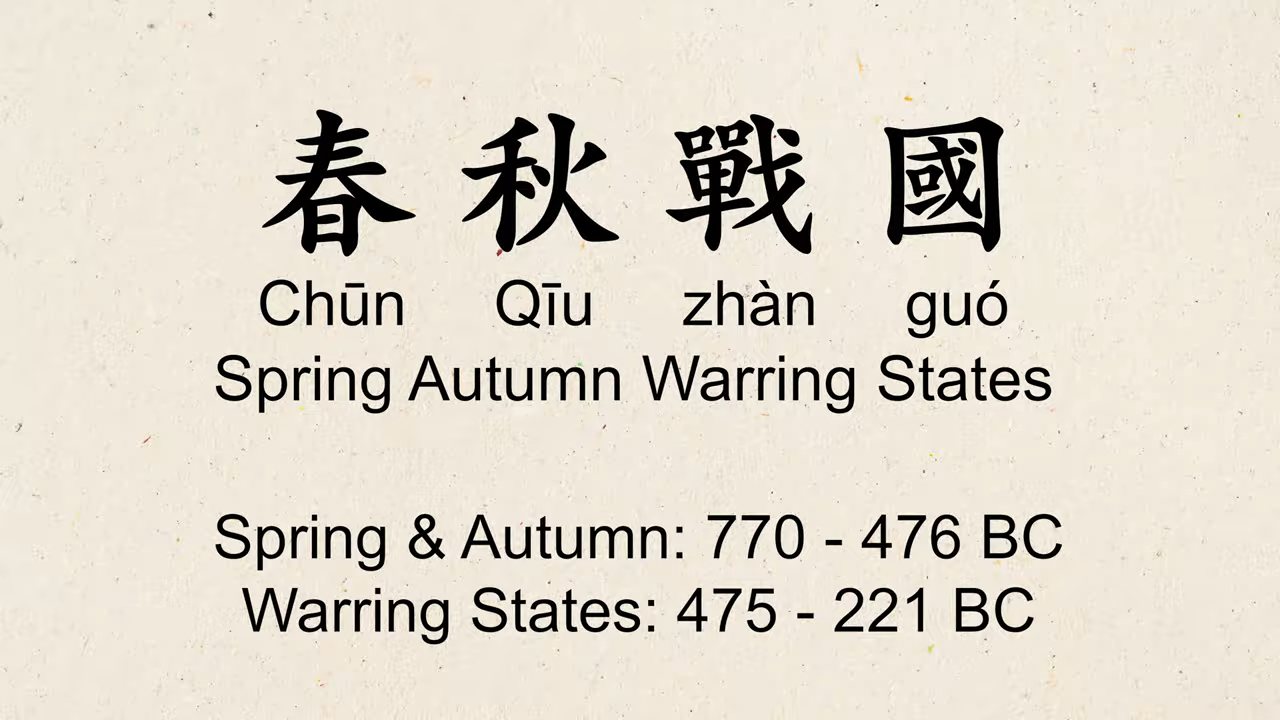 春秋戰國
Chūn Qīu zhàn guó
Spring Autumn Warring States
Spring & Autumn: 770 - 476 BC
Warring States: 475 - 221 BC